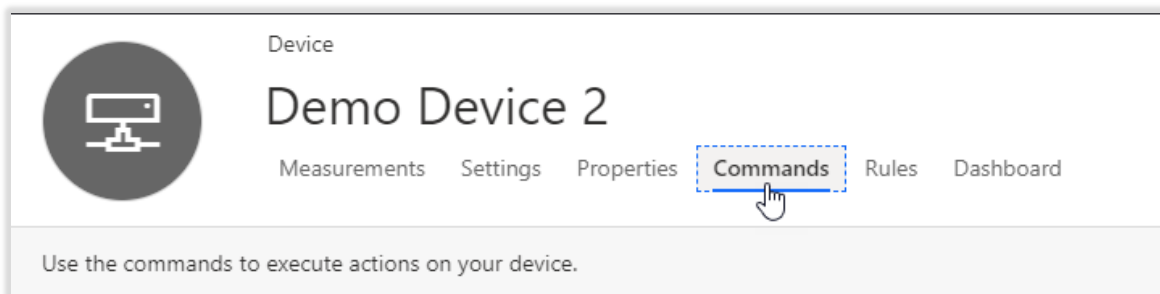 Device
Demo Device 2
Measurements Settings Properties Commands Rules Dashboard
Use the commands to execute actions on your device.